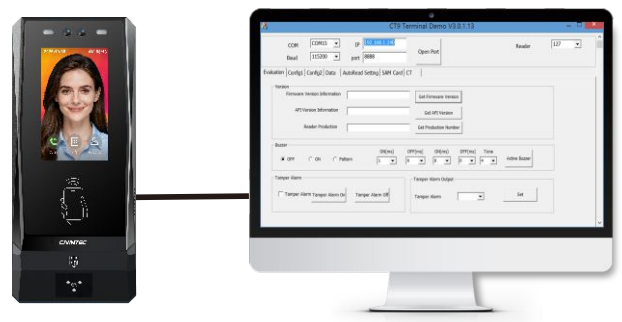 CT9 Terminal Demo V3.0.1.13
COM COM15 IP Open Port Reader 127
Baud 115200 port 8888
Evaluation Config1 Config2 Data AutoRead Setting SAM Card CT
Version
Firmware Version Information Get Firmware Version
API Version Information Get API Version
Reader Production Get Production Number
Buzzer
ON(ms) OFF(ms) ON(ms) OFF(ms) Time
OFF ON Pattern Active Buzzer
Tamper Alarm Tamper Alarm Output
Tamper Alarm Tamper Alarm On Tamper Alarm Off Tamper Alarm Set
CIVINTEC